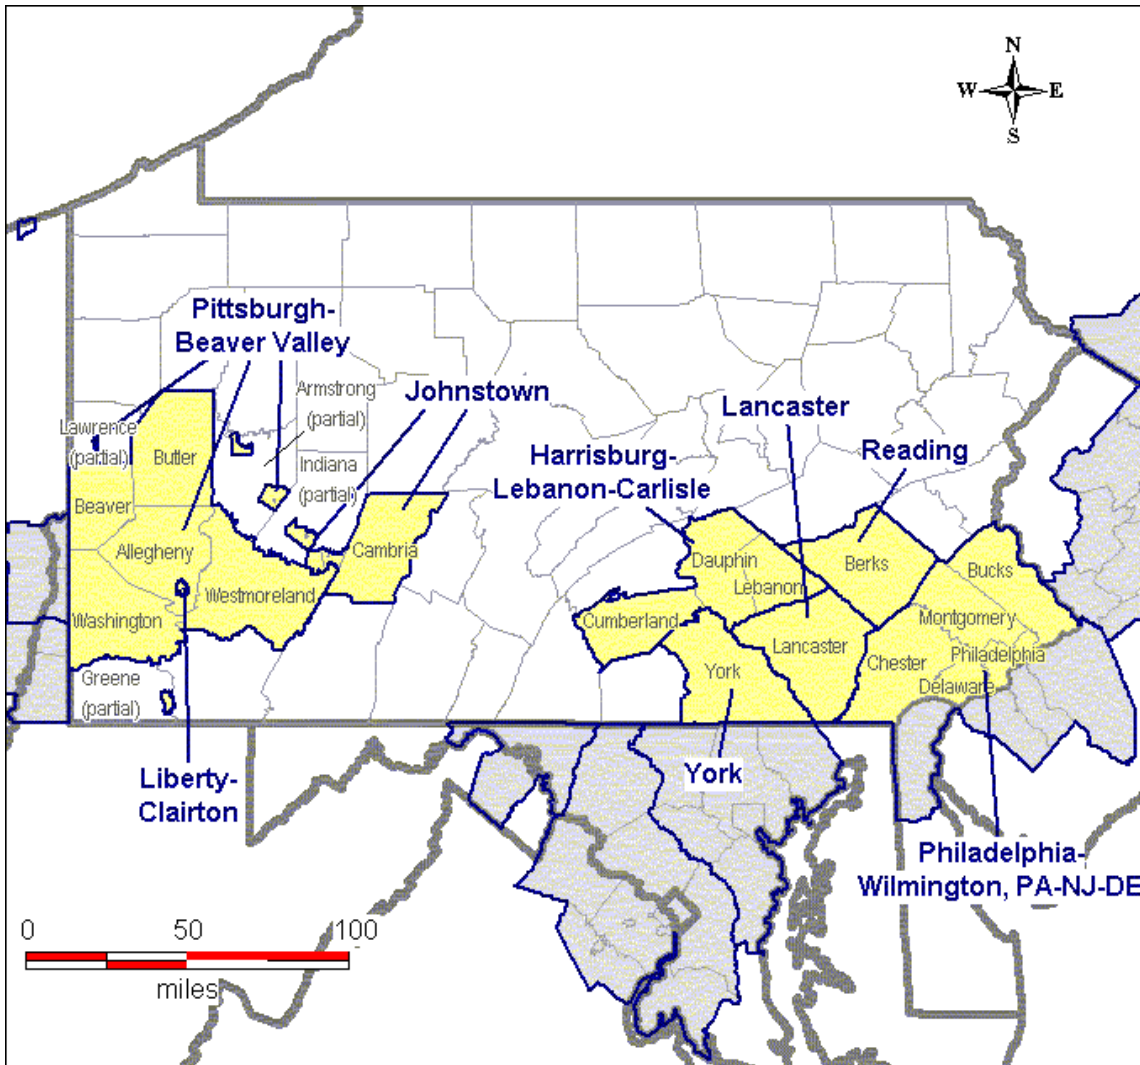 N
W E
S
Pittsburgh-
Beaver Valley
Armstrong
(partial)
Johnstown
Lancaster
Lawrence
(partial)
Butler
Indiana
(partial)
Harrisburg-
Lebanon-Carlisle
Reading
Beaver
Allegheny
Cambria
Dauphin
Lebanon
Berks
Bucks
Washington
Westmoreland
Cumberland
Montgomery
Lancaster
York
Chester
Philadelphia
Delaware
Greene
(partial)
Liberty-
Clairton
York
Philadelphia-
Wilmington, PA-NJ-DE
0 50 100
miles